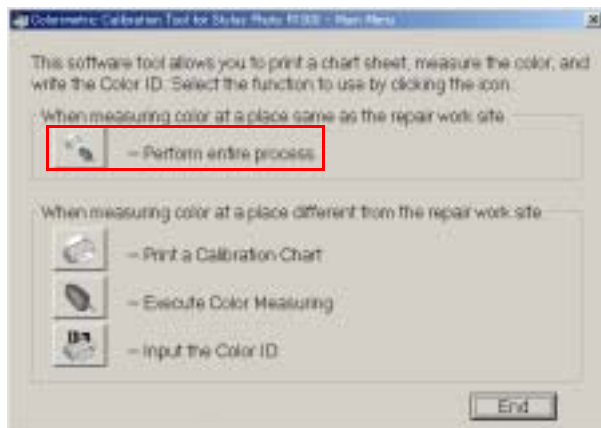 Colorimetric Calibration Tool for Stylus Photo - Main Menu
This software tool allows you to print a chart sheet, measure the color, and
write the Color ID. Select the function to use by clicking the icon.
When measuring color at a place same as the repair work site
– Perform entire process
When measuring color at a place different from the repair work site
– Print a Calibration Chart
– Execute Color Measuring
– Input the Color ID
End